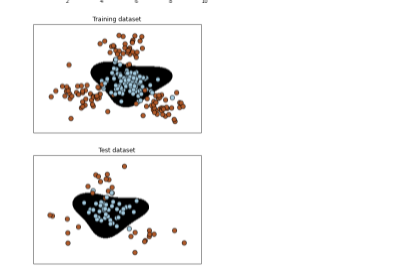 2 4 6 8 10
Training dataset
Test dataset